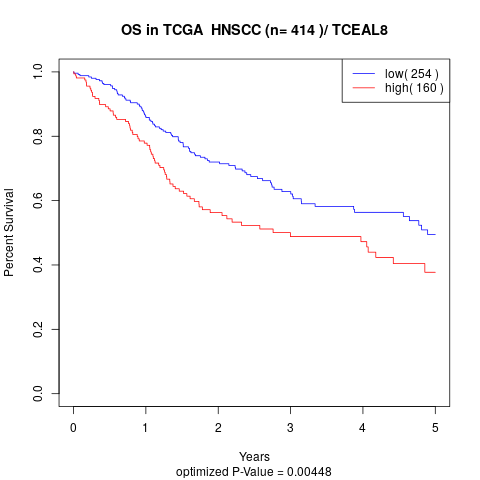 OS in TCGA  HNSCC (n= 414 )/ TCEAL8
low( 254 )
high( 160 )
Percent Survival
1.0
0.8
0.6
0.4
0.2
0.0
0 1 2 3 4 5
Years
optimized P-Value = 0.00448